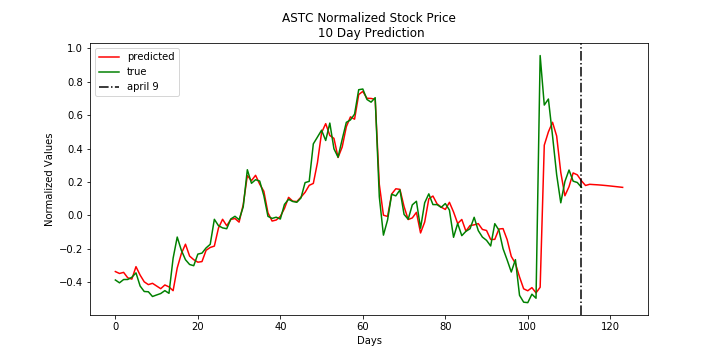 ASTC Normalized Stock Price
10 Day Prediction
predicted
true
april 9
Normalized Values
1.0
0.8
0.6
0.4
0.2
0.0
−0.2
−0.4
0
20
40
60
80
100
120
Days